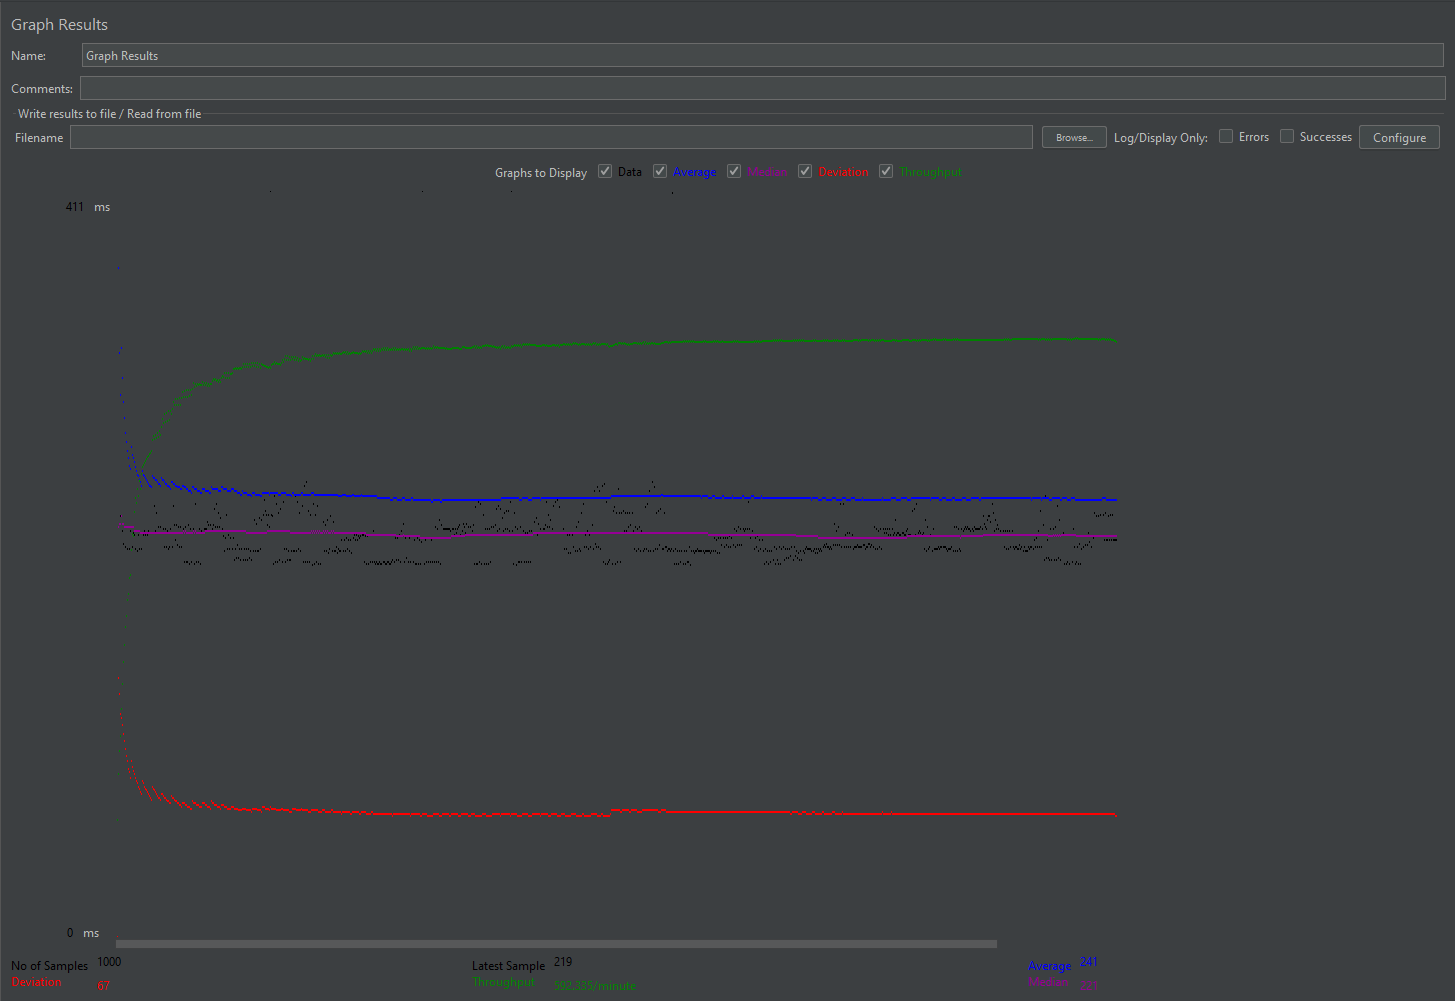 Graph Results
Name: Graph Results
Comments:
Write results to file / Read from file
Filename Browse... Log/Display Only: Errors Successes Configure
Graphs to Display Data Average Median Deviation Throughput
411 ms
0 ms
No of Samples 1000 Latest Sample 219 Average 241
Deviation 67 Throughput 592.335/minute Median